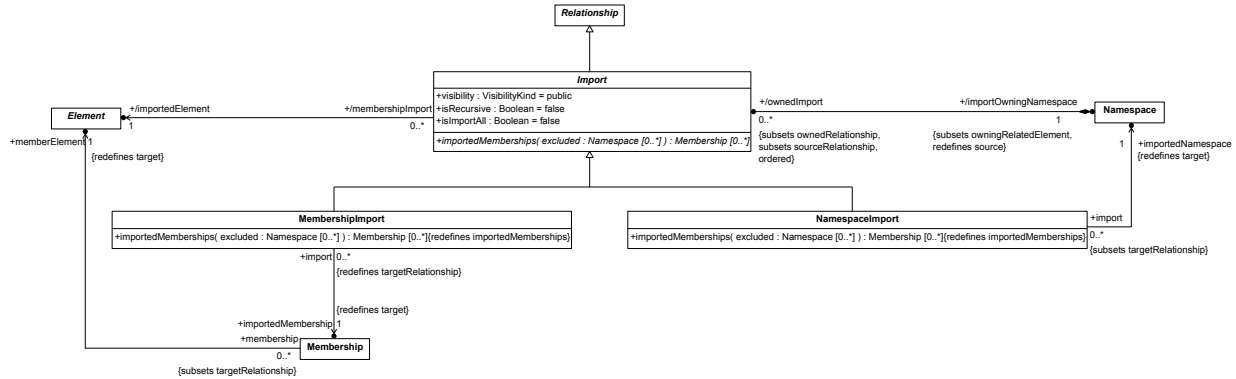 Relationship
Import
+visibility : VisibilityKind = public
+isRecursive : Boolean = false
+isImportAll : Boolean = false
+importedMemberships( excluded : Namespace [0..*] ) : Membership [0..*]
Element
+/importedElement
1
+/membershipImport
0..*
+/ownedImport
0..*
{subsets ownedRelationship,
subsets sourceRelationship,
ordered}
+/importOwningNamespace
1
{subsets owningRelatedElement,
redefines source}
Namespace
+memberElement 1
{redefines target}
1
+importedNamespace
{redefines target}
MembershipImport
+importedMemberships( excluded : Namespace [0..*] ) : Membership [0..*]{redefines importedMemberships}
NamespaceImport
+importedMemberships( excluded : Namespace [0..*] ) : Membership [0..*]{redefines importedMemberships}
+import
0..*
{subsets targetRelationship}
+import 0..*
{redefines targetRelationship}
{redefines target}
+importedMembership 1
+membership
0..*
{subsets targetRelationship}
Membership